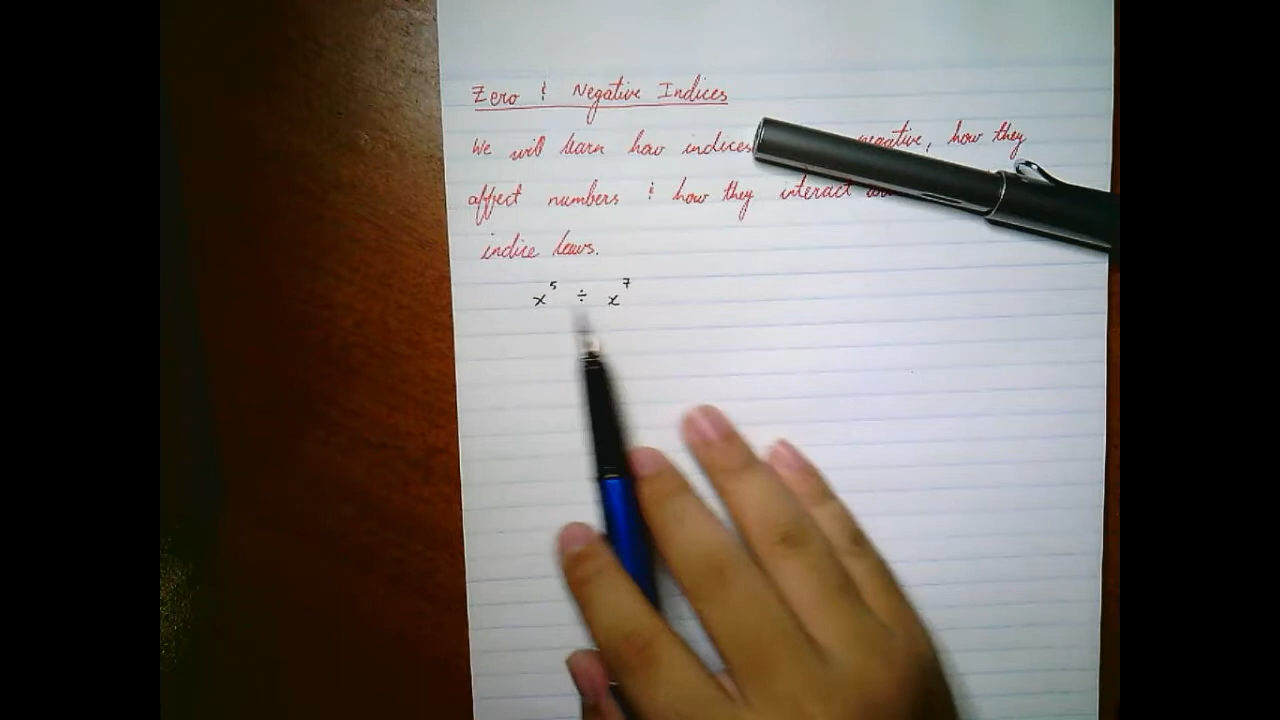 Zero & Negative Indices
We will learn how indices negative, how they
affect numbers & how they interact
indice laws.
x⁵ ÷ x⁷